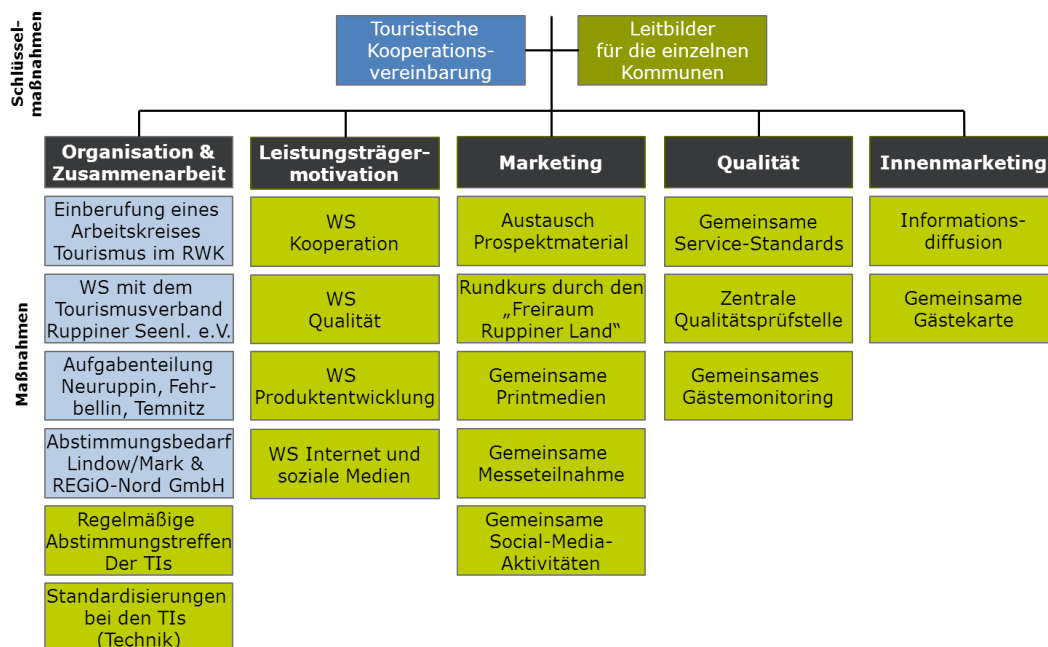 Schlüssel-
maßnahmen
Touristische
Kooperations-
vereinbarung
Leitbilder
für die einzelnen
Kommunen
Maßnahmen
Organisation &
Zusammenarbeit
Einberufung eines
Arbeitskreises
Tourismus im RWK
WS mit dem
Tourismusverband
Ruppiner Seenl. e.V.
Aufgabenteilung
Neuruppin, Fehr-
bellin, Temnitz
Abstimmungsbedarf
Lindow/Mark &
REGiO-Nord GmbH
Regelmäßige
Abstimmungstreffen
Der TIs
Standardisierungen
bei den TIs
(Technik)
Leistungsträger-
motivation
WS
Kooperation
WS
Qualität
WS
Produktentwicklung
WS Internet und
soziale Medien
Marketing
Austausch
Prospektmaterial
Rundkurs durch den
„Freiraum
Ruppiner Land“
Gemeinsame
Printmedien
Gemeinsame
Messeteilnahme
Gemeinsame
Social-Media-
Aktivitäten
Qualität
Gemeinsame
Service-Standards
Zentrale
Qualitätsprüfstelle
Gemeinsames
Gästemonitoring
Innenmarketing
Informations-
diffusion
Gemeinsame
Gästekarte